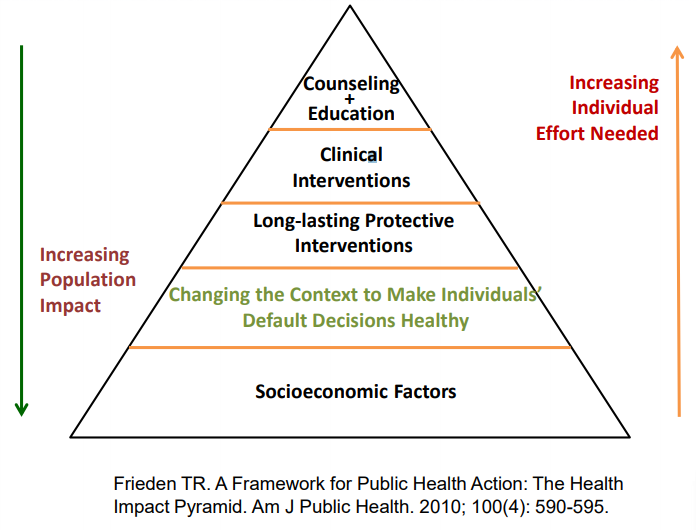 Counseling
+
Education
Clinical
Interventions
Long-lasting Protective
Interventions
Changing the Context to Make Individuals’
Default Decisions Healthy
Socioeconomic Factors
Increasing
Population
Impact
Increasing
Individual
Effort Needed
Frieden TR. A Framework for Public Health Action: The Health
Impact Pyramid. Am J Public Health. 2010; 100(4): 590-595.